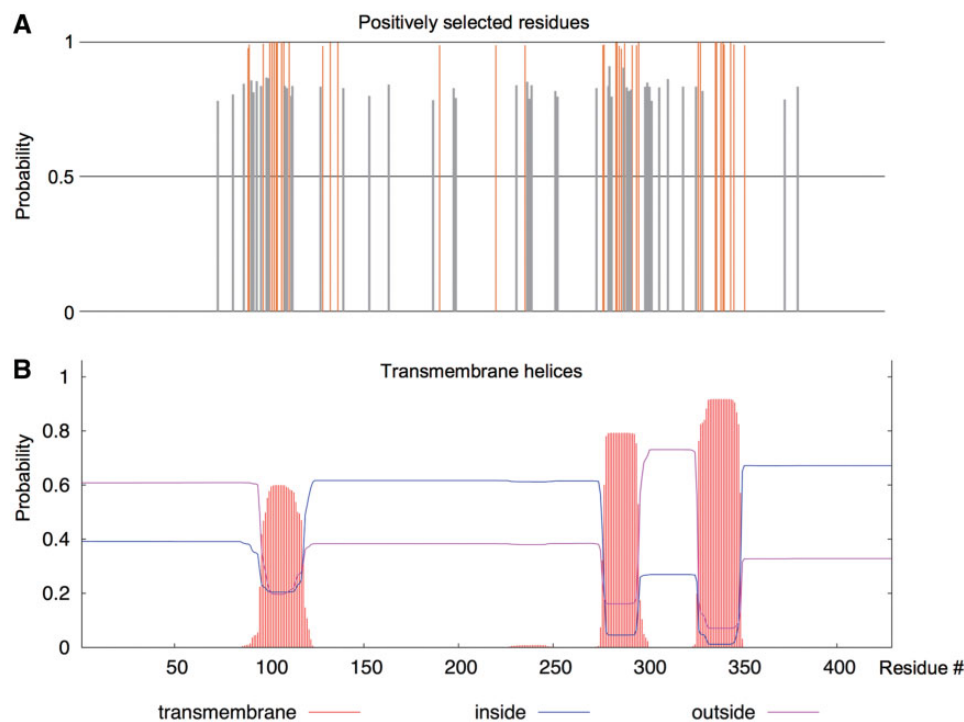 A
Positively selected residues
1
0.5
0
Probability
B
Transmembrane helices
1
0.8
0.6
0.4
0.2
0
Probability
50 100 150 200 250 300 350 400 Residue #
transmembrane inside outside